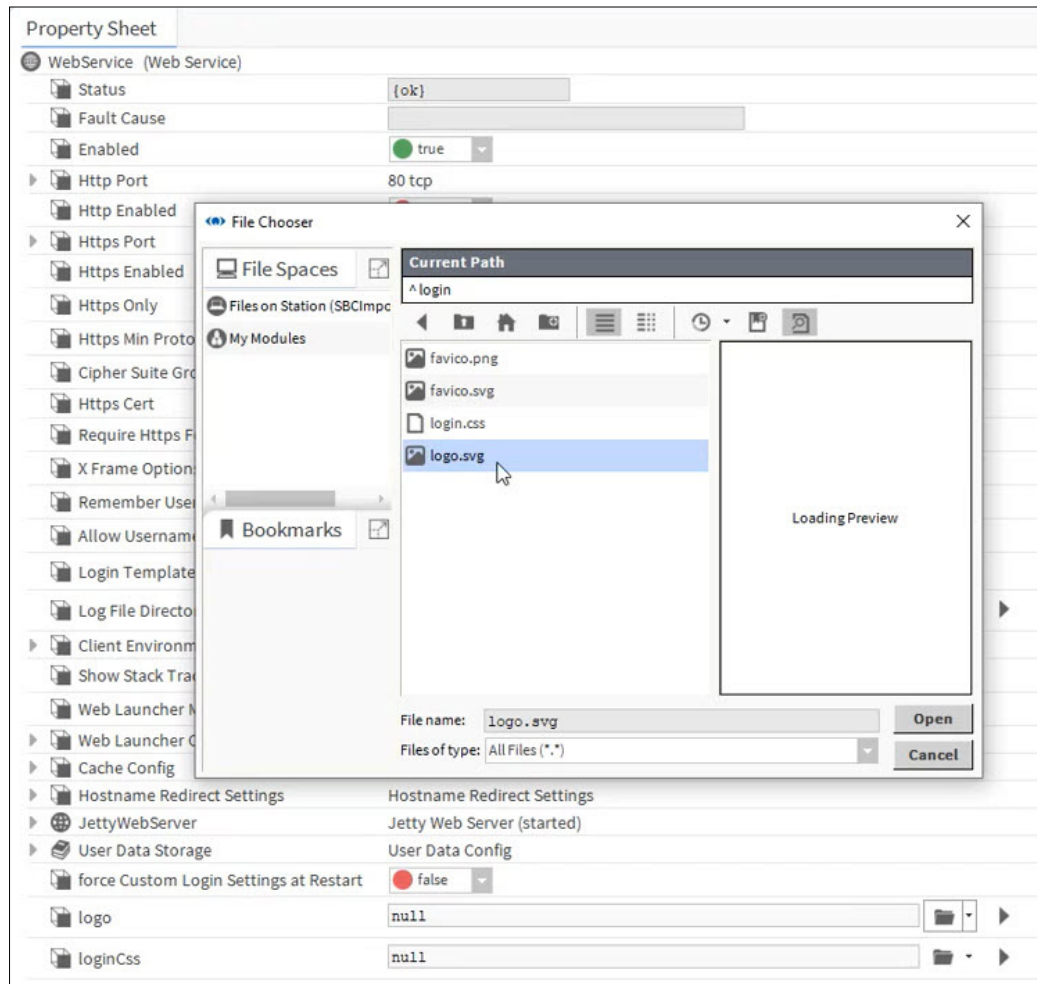 Property Sheet
WebService (Web Service)
Status {ok}
Fault Cause
Enabled true
Http Port 80 tcp
Http Enabled
File Chooser
Https Port
Https Enabled
Https Only
Https Min Proto
Cipher Suite Gro
Https Cert
Require Https F
X Frame Option
Remember User
Allow Username
Login Template
Log File Directo
Client Environm
Show Stack Tra
Web Launcher M
Web Launcher C
Cache Config
File Spaces
Files on Station (SBCImpo
My Modules
Bookmarks
Current Path
^login
favico.png
favico.svg
login.css
logo.svg
Loading Preview
File name: logo.svg Open
Files of type: All Files (*.*) Cancel
Hostname Redirect Settings Hostname Redirect Settings
JettyWebServer Jetty Web Server (started)
User Data Storage User Data Config
force Custom Login Settings at Restart false
logo null
loginCss null